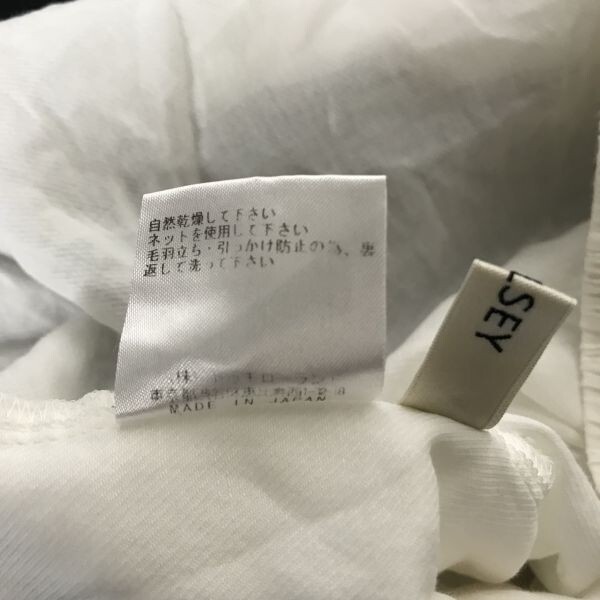 自然乾燥して下さい
ネットを使用して下さい
毛羽立ち・引っかけ防止の為、裏
返して洗って下さい
MADE IN JAPAN
LSEY